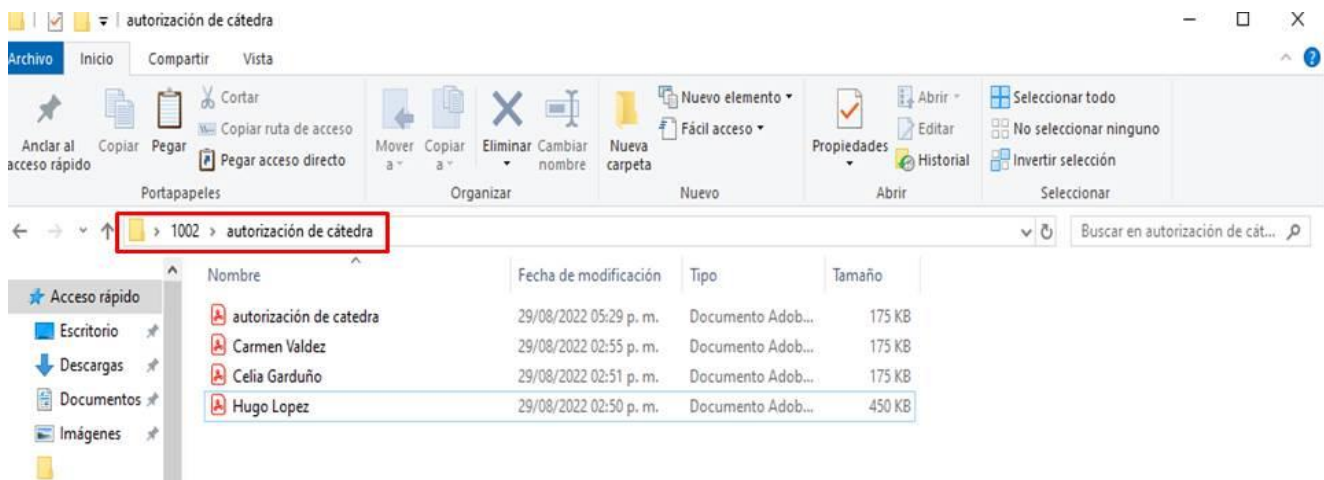 autorización de cátedra
Archivo Inicio Compartir Vista
Anclar al acceso rápido
Copiar
Pegar
Cortar
Copiar ruta de acceso
Pegar acceso directo
Portapapeles
Mover a
Copiar a
Eliminar
Cambiar nombre
Organizar
Nueva carpeta
Nuevo elemento
Fácil acceso
Nuevo
Propiedades
Abrir
Editar
Historial
Abrir
Seleccionar todo
No seleccionar ninguno
Invertir selección
Seleccionar
> 1002 > autorización de cátedra
Buscar en autorización de cát...
Nombre Fecha de modificación Tipo Tamaño
Acceso rápido
Escritorio
Descargas
Documentos
Imágenes
autorización de catedra 29/08/2022 05:29 p. m. Documento Adob... 175 KB
Carmen Valdez 29/08/2022 02:55 p. m. Documento Adob... 175 KB
Celia Garduño 29/08/2022 02:51 p. m. Documento Adob... 175 KB
Hugo Lopez 29/08/2022 02:50 p. m. Documento Adob... 450 KB